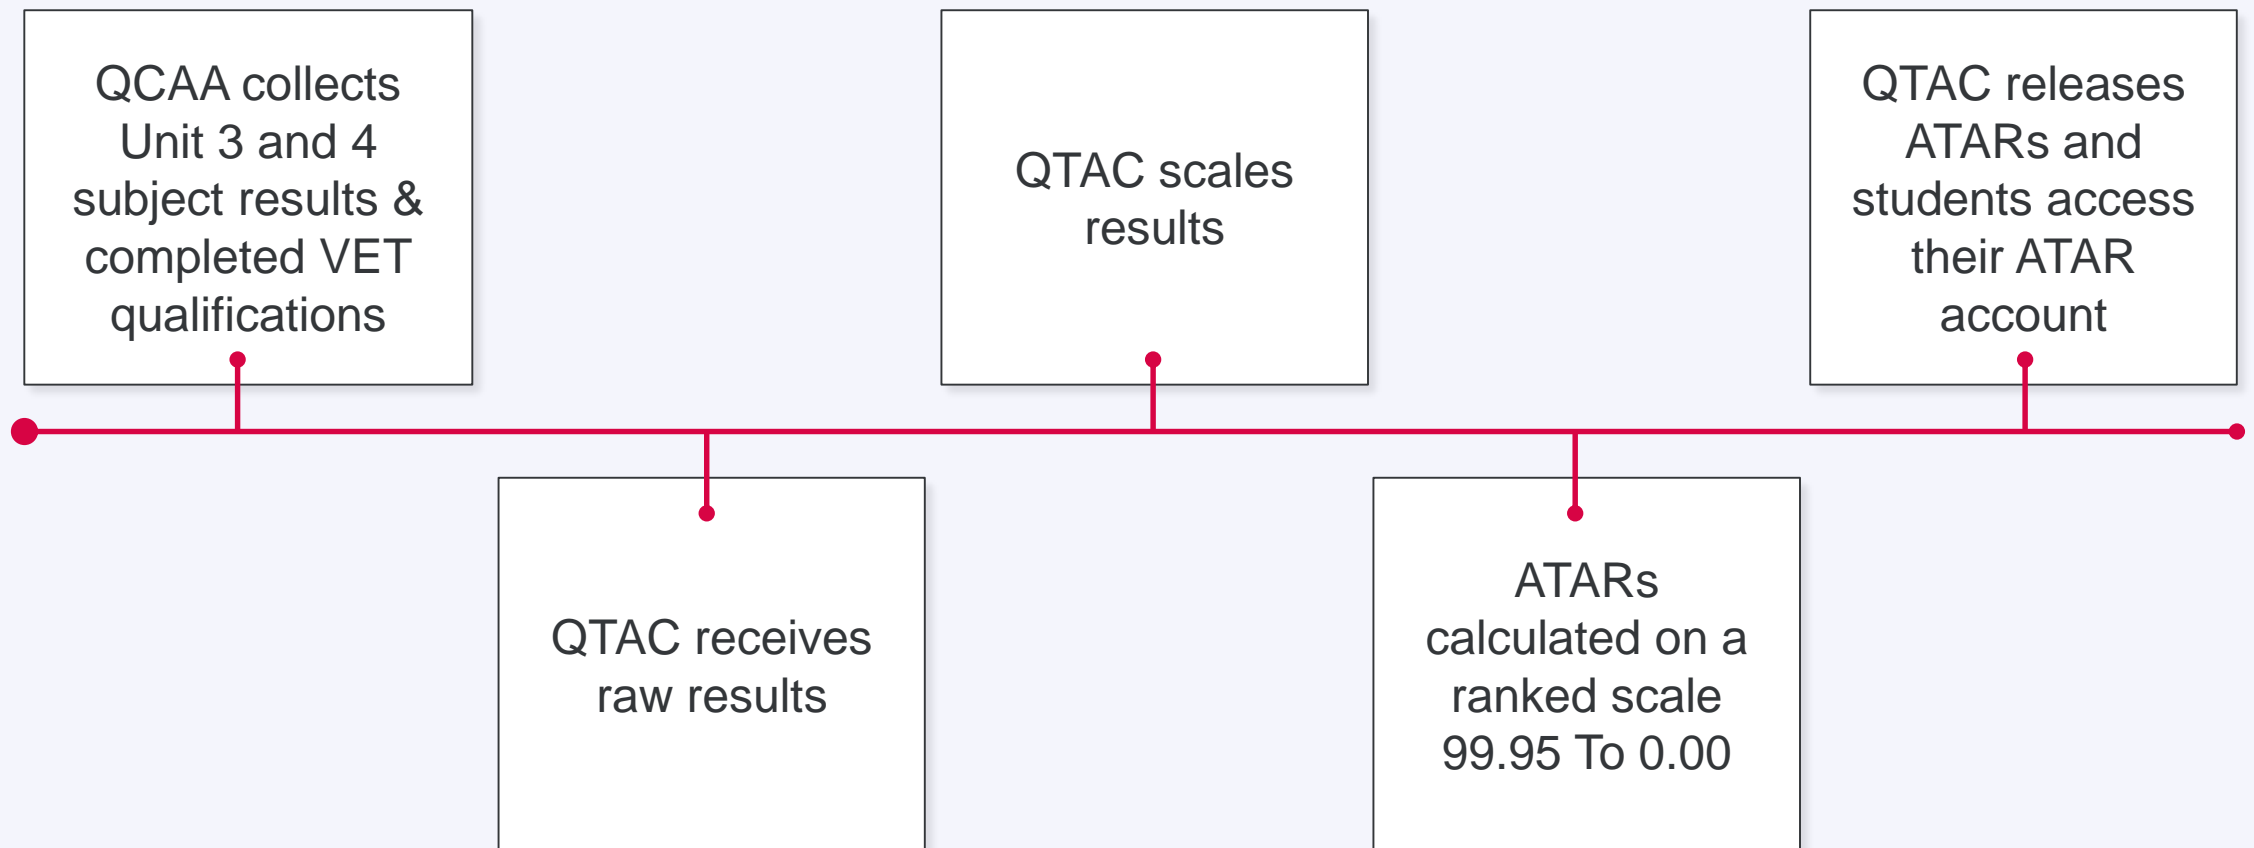 QCAA collects
Unit 3 and 4
subject results &
completed VET
qualifications
QTAC receives
raw results
QTAC scales
results
ATARs
calculated on a
ranked scale
99.95 To 0.00
QTAC releases
ATARs and
students access
their ATAR
account